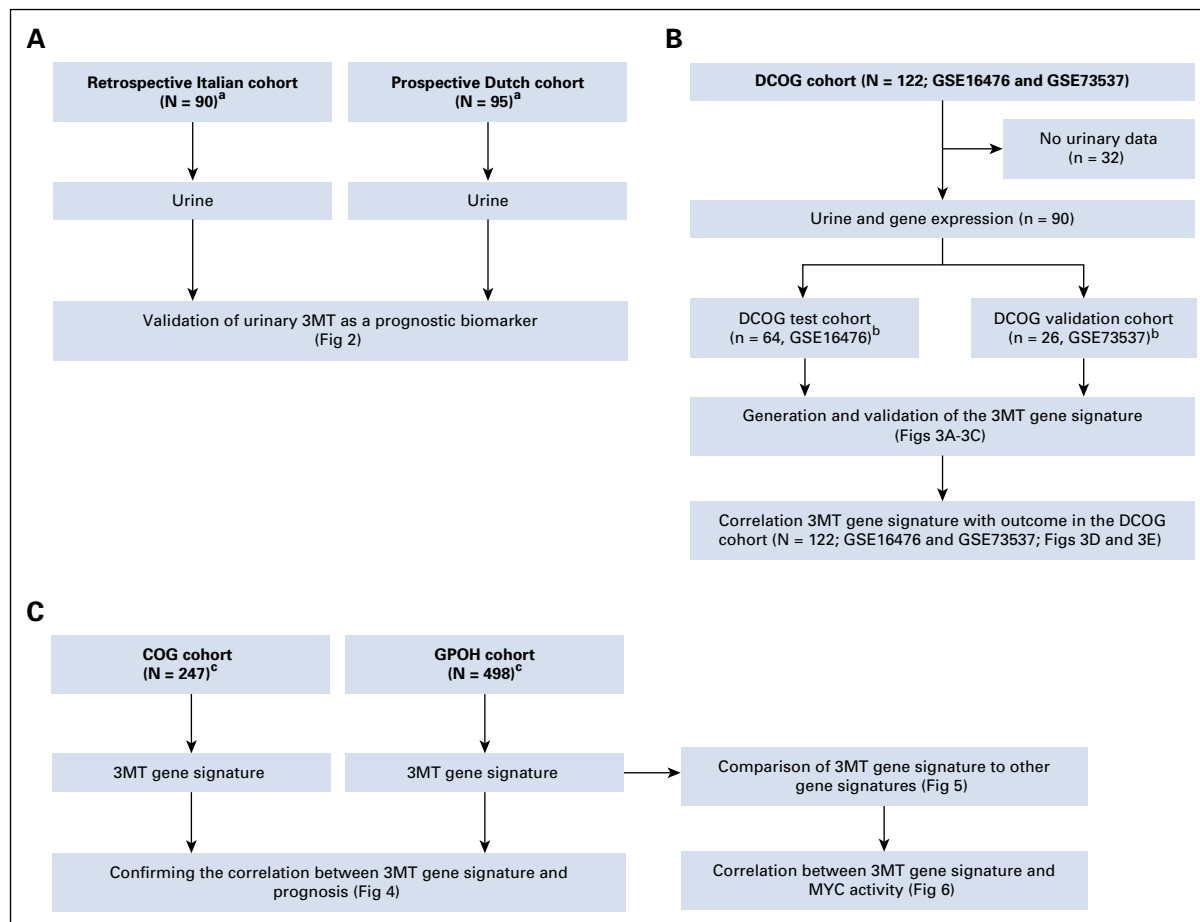 A
Retrospective Italian cohort
(N = 90)a
Prospective Dutch cohort
(N = 95)a
Urine
Urine
Validation of urinary 3MT as a prognostic biomarker
(Fig 2)
B
DCOG cohort (N = 122; GSE16476 and GSE73537)
No urinary data
(n = 32)
Urine and gene expression (n = 90)
DCOG test cohort
(n = 64, GSE16476)b
DCOG validation cohort
(n = 26, GSE73537)b
Generation and validation of the 3MT gene signature
(Figs 3A-3C)
Correlation 3MT gene signature with outcome in the DCOG
cohort (N = 122; GSE16476 and GSE73537; Figs 3D and 3E)
C
COG cohort
(N = 247)c
GPOH cohort
(N = 498)c
3MT gene signature
3MT gene signature
Comparison of 3MT gene signature to other
gene signatures (Fig 5)
Confirming the correlation between 3MT gene signature and
prognosis (Fig 4)
Correlation between 3MT gene signature and
MYC activity (Fig 6)